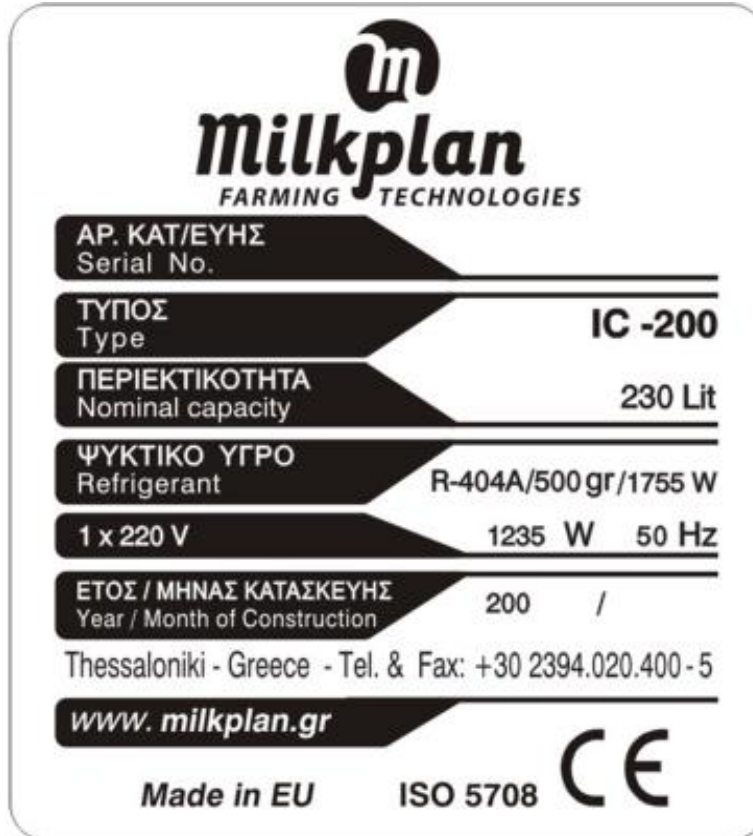 m
Milkplan
FARMING TECHNOLOGIES
ΑΡ. ΚΑΤ/ΕΥΗΣ
Serial No.
ΤΥΠΟΣ
Type
IC -200
ΠΕΡΙΕΚΤΙΚΟΤΗΤΑ
Nominal capacity
230 Lit
ΨΥΚΤΙΚΟ ΥΓΡΟ
Refrigerant
R-404A/500 gr/1755 W
1 x 220 V 1235 W 50 Hz
ΕΤΟΣ / ΜΗΝΑΣ ΚΑΤΑΣΚΕΥΗΣ
Year / Month of Construction
200 /
Thessaloniki - Greece - Tel. & Fax: +30 2394.020.400 - 5
www. milkplan.gr
Made in EU ISO 5708 CE